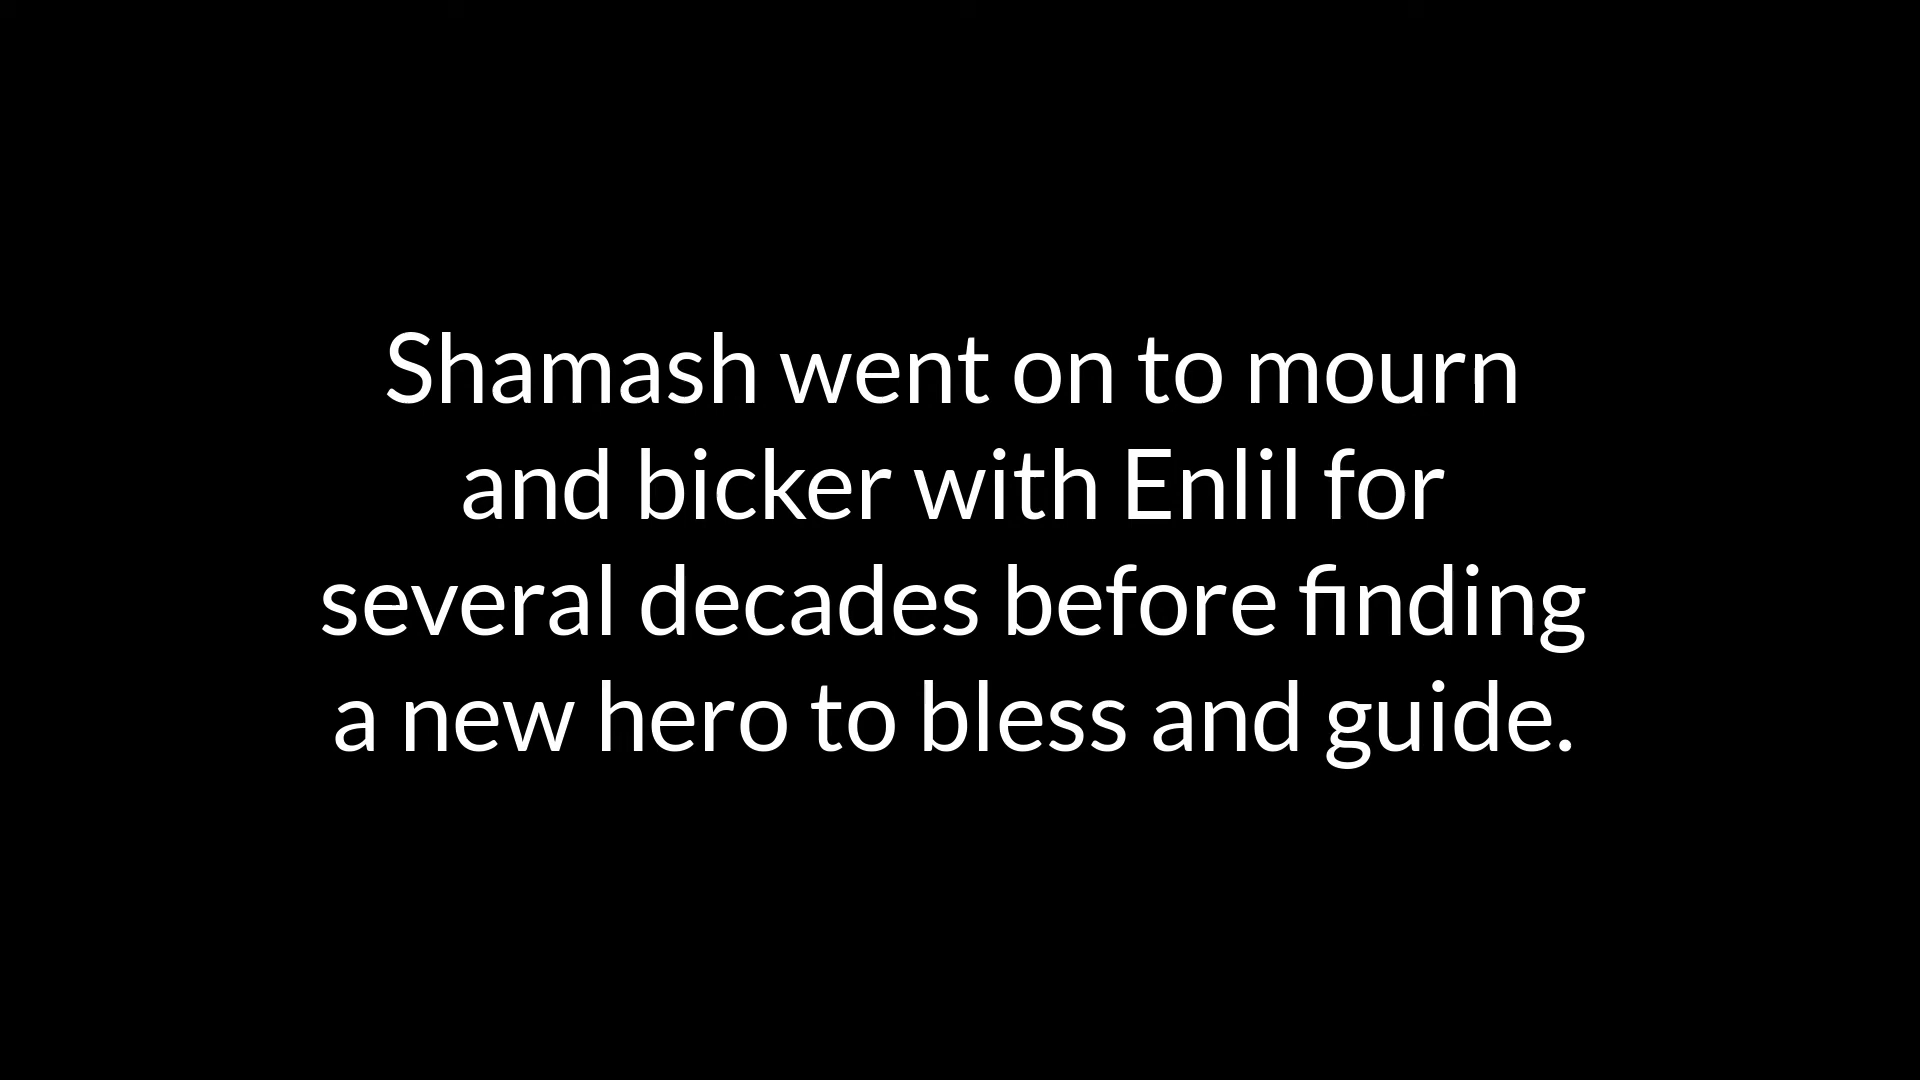 Shamash went on to mourn
and bicker with Enlil for
several decades before finding
a new hero to bless and guide.